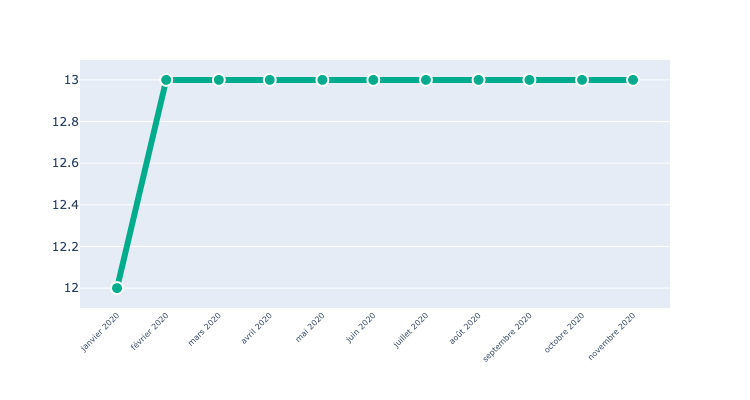 13
12.8
12.6
12.4
12.2
12
janvier 2020
février 2020
mars 2020
avril 2020
mai 2020
juin 2020
juillet 2020
août 2020
septembre 2020
octobre 2020
novembre 2020